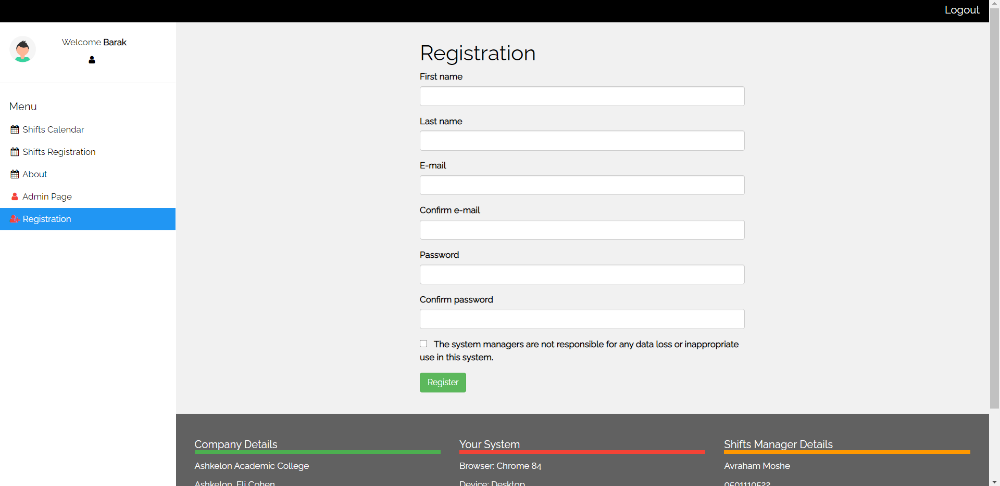 Logout
Welcome Barak
Menu
Shifts Calendar
Shifts Registration
About
Admin Page
Registration
Registration
First name
Last name
E-mail
Confirm e-mail
Password
Confirm password
The system managers are not responsible for any data loss or inappropriate
use in this system.
Register
Company Details
Ashkelon Academic College
Ashkelon, Eli Cohen
Your System
Browser: Chrome 84
Device: Desktop
Shifts Manager Details
Avraham Moshe
0501110522